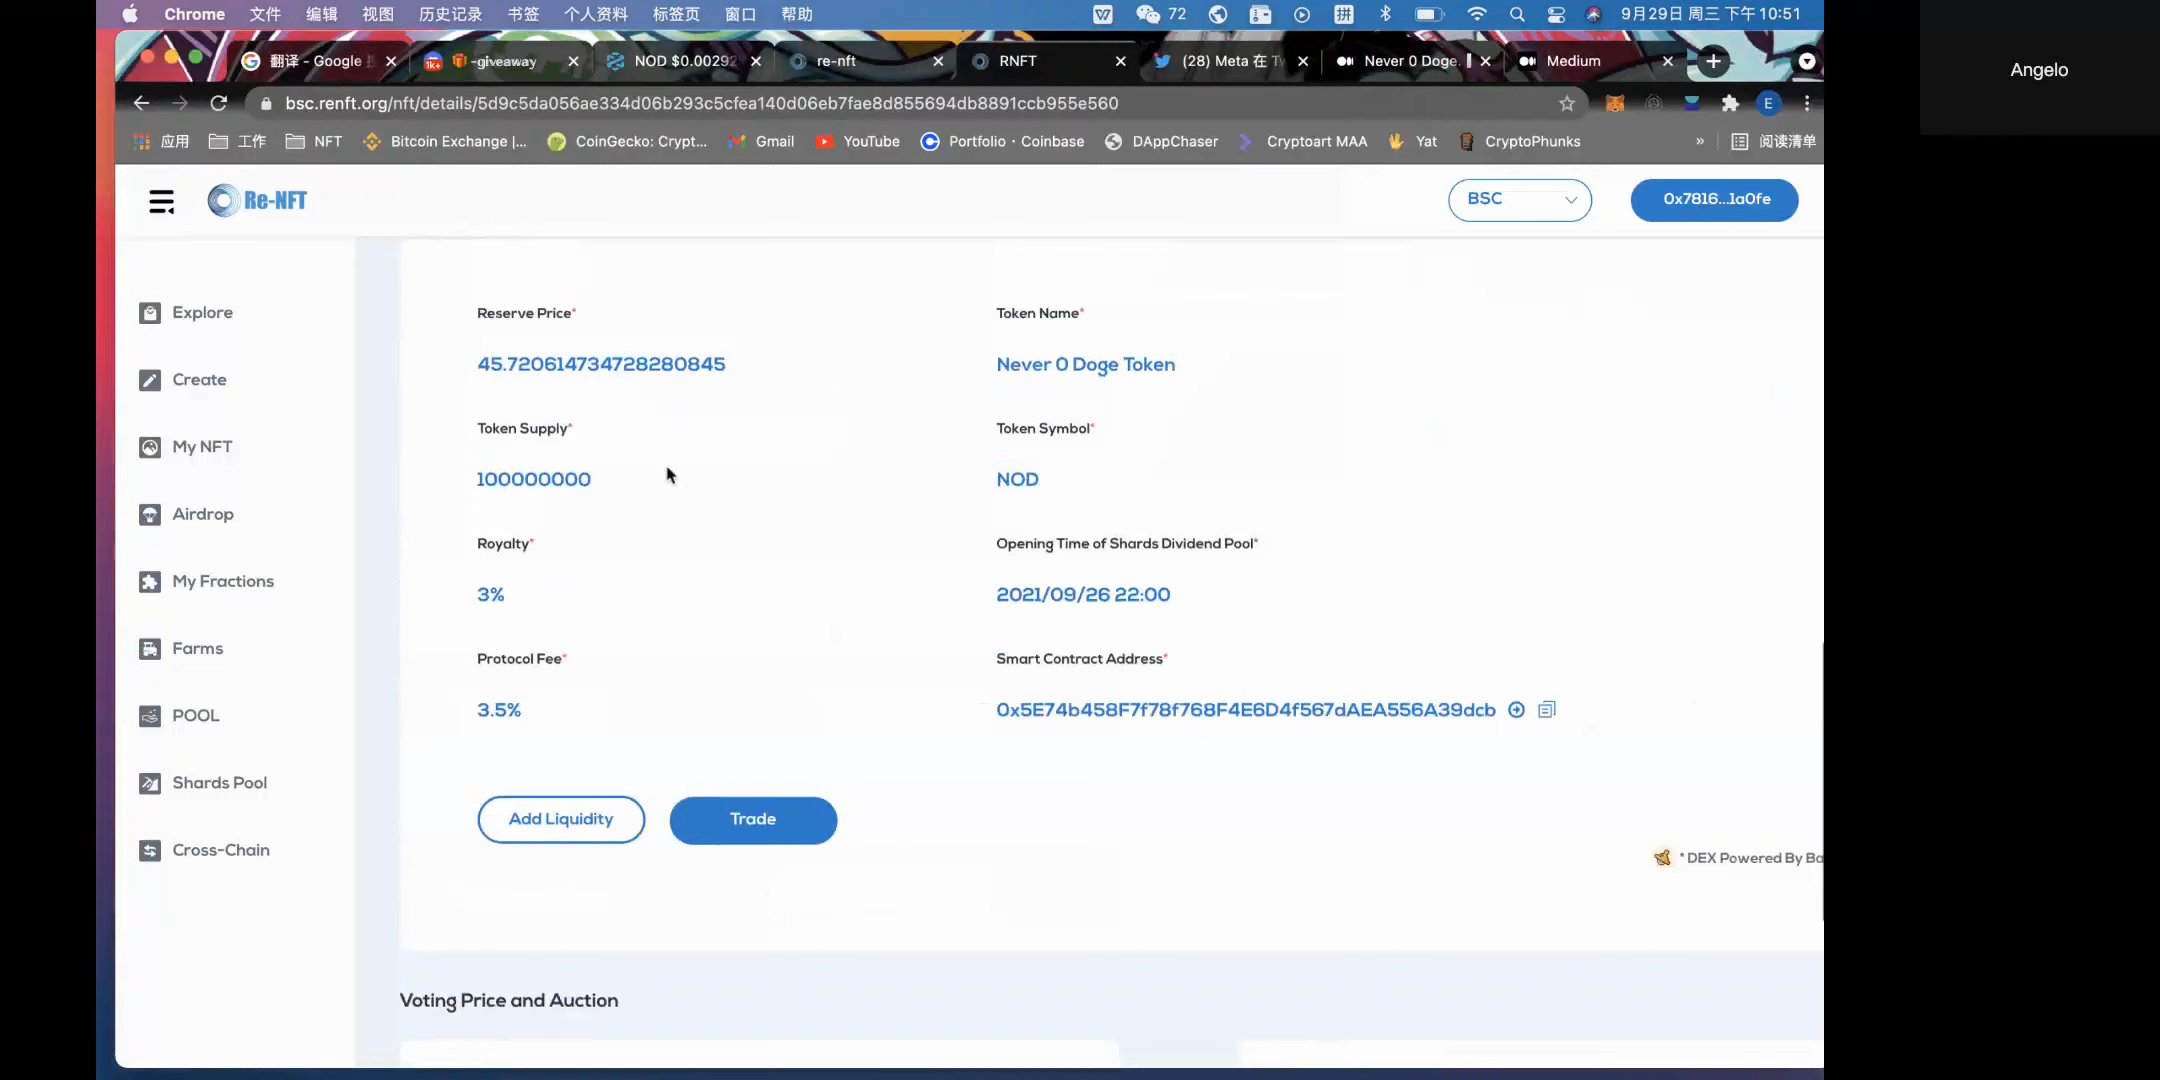 Chrome 文件 编辑 视图 历史记录 书签 个人资料 标签页 窗口 帮助 72 拼 9月29日 周三 下午10:51
翻译 - Google -giveaway NOD $0.00292 re-nft RNFT (28) Meta 在 Tw Never 0 Doge. Medium
bsc.renft.org/nft/details/5d9c5da056ae334d06b293c5cfea140d06eb7fae8d855694db8891ccb955e560 E
应用 工作 NFT Bitcoin Exchange |... CoinGecko: Crypt... Gmail YouTube Portfolio · Coinbase DAppChaser Cryptoart MAA Yat CryptoPhunks » 阅读清单
Angelo
Re-NFT BSC 0x7816...1a0fe
Explore
Create
My NFT
Airdrop
My Fractions
Farms
POOL
Shards Pool
Cross-Chain
Reserve Price* Token Name*
45.720614734728280845 Never 0 Doge Token
Token Supply* Token Symbol*
100000000 NOD
Royalty* Opening Time of Shards Dividend Pool*
3% 2021/09/26 22:00
Protocol Fee* Smart Contract Address*
3.5% 0x5E74b458F7f78f768F4E6D4f567dAEA556A39dcb
Add Liquidity Trade
* DEX Powered By Ba
Voting Price and Auction